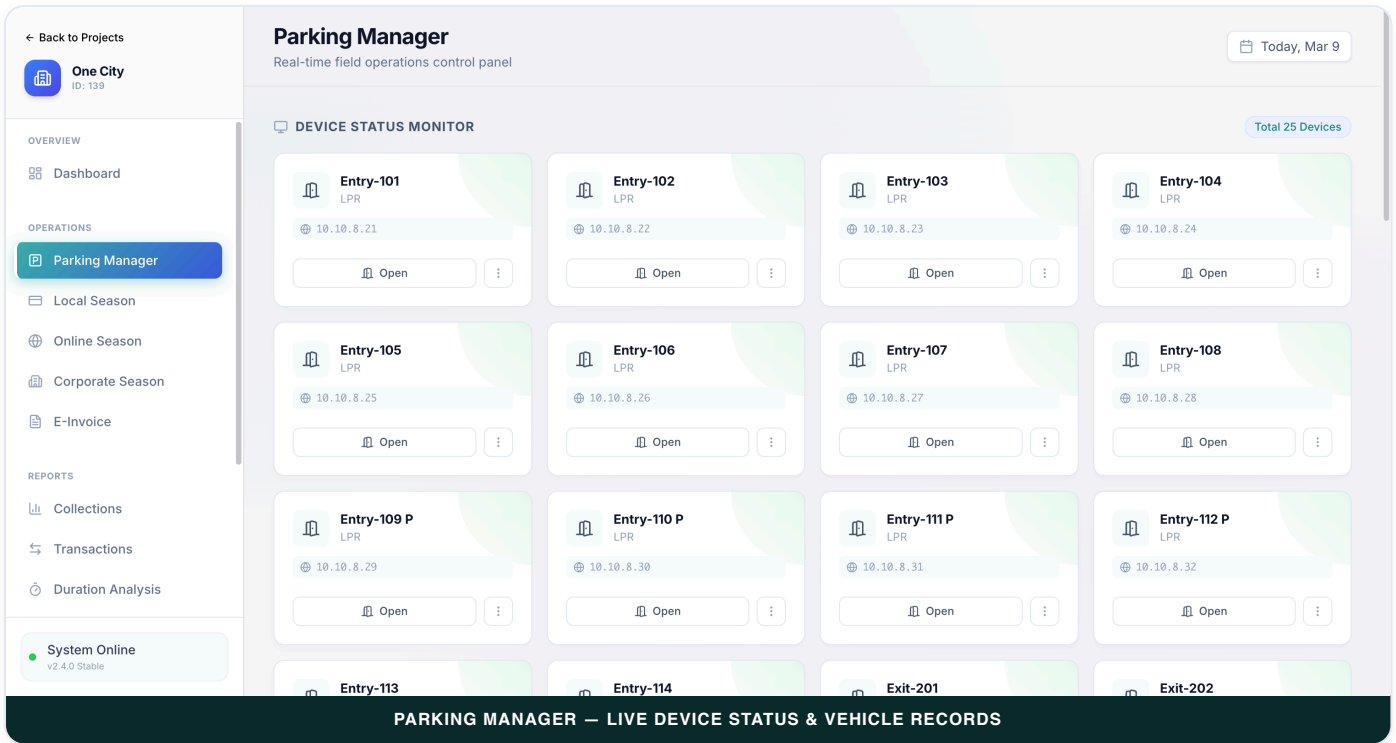 ← Back to Projects
One City
ID: 139
OVERVIEW
Dashboard
OPERATIONS
Parking Manager
Local Season
Online Season
Corporate Season
E-Invoice
REPORTS
Collections
Transactions
Duration Analysis
System Online
v2.4.0 Stable
Parking Manager
Real-time field operations control panel
Today, Mar 9
DEVICE STATUS MONITOR
Total 25 Devices
Entry-101
LPR
10.10.8.21
Open
Entry-102
LPR
10.10.8.22
Open
Entry-103
LPR
10.10.8.23
Open
Entry-104
LPR
10.10.8.24
Open
Entry-105
LPR
10.10.8.25
Open
Entry-106
LPR
10.10.8.26
Open
Entry-107
LPR
10.10.8.27
Open
Entry-108
LPR
10.10.8.28
Open
Entry-109 P
LPR
10.10.8.29
Open
Entry-110 P
LPR
10.10.8.30
Open
Entry-111 P
LPR
10.10.8.31
Open
Entry-112 P
LPR
10.10.8.32
Open
Entry-113
Entry-114
Exit-201
Exit-202
PARKING MANAGER — LIVE DEVICE STATUS & VEHICLE RECORDS